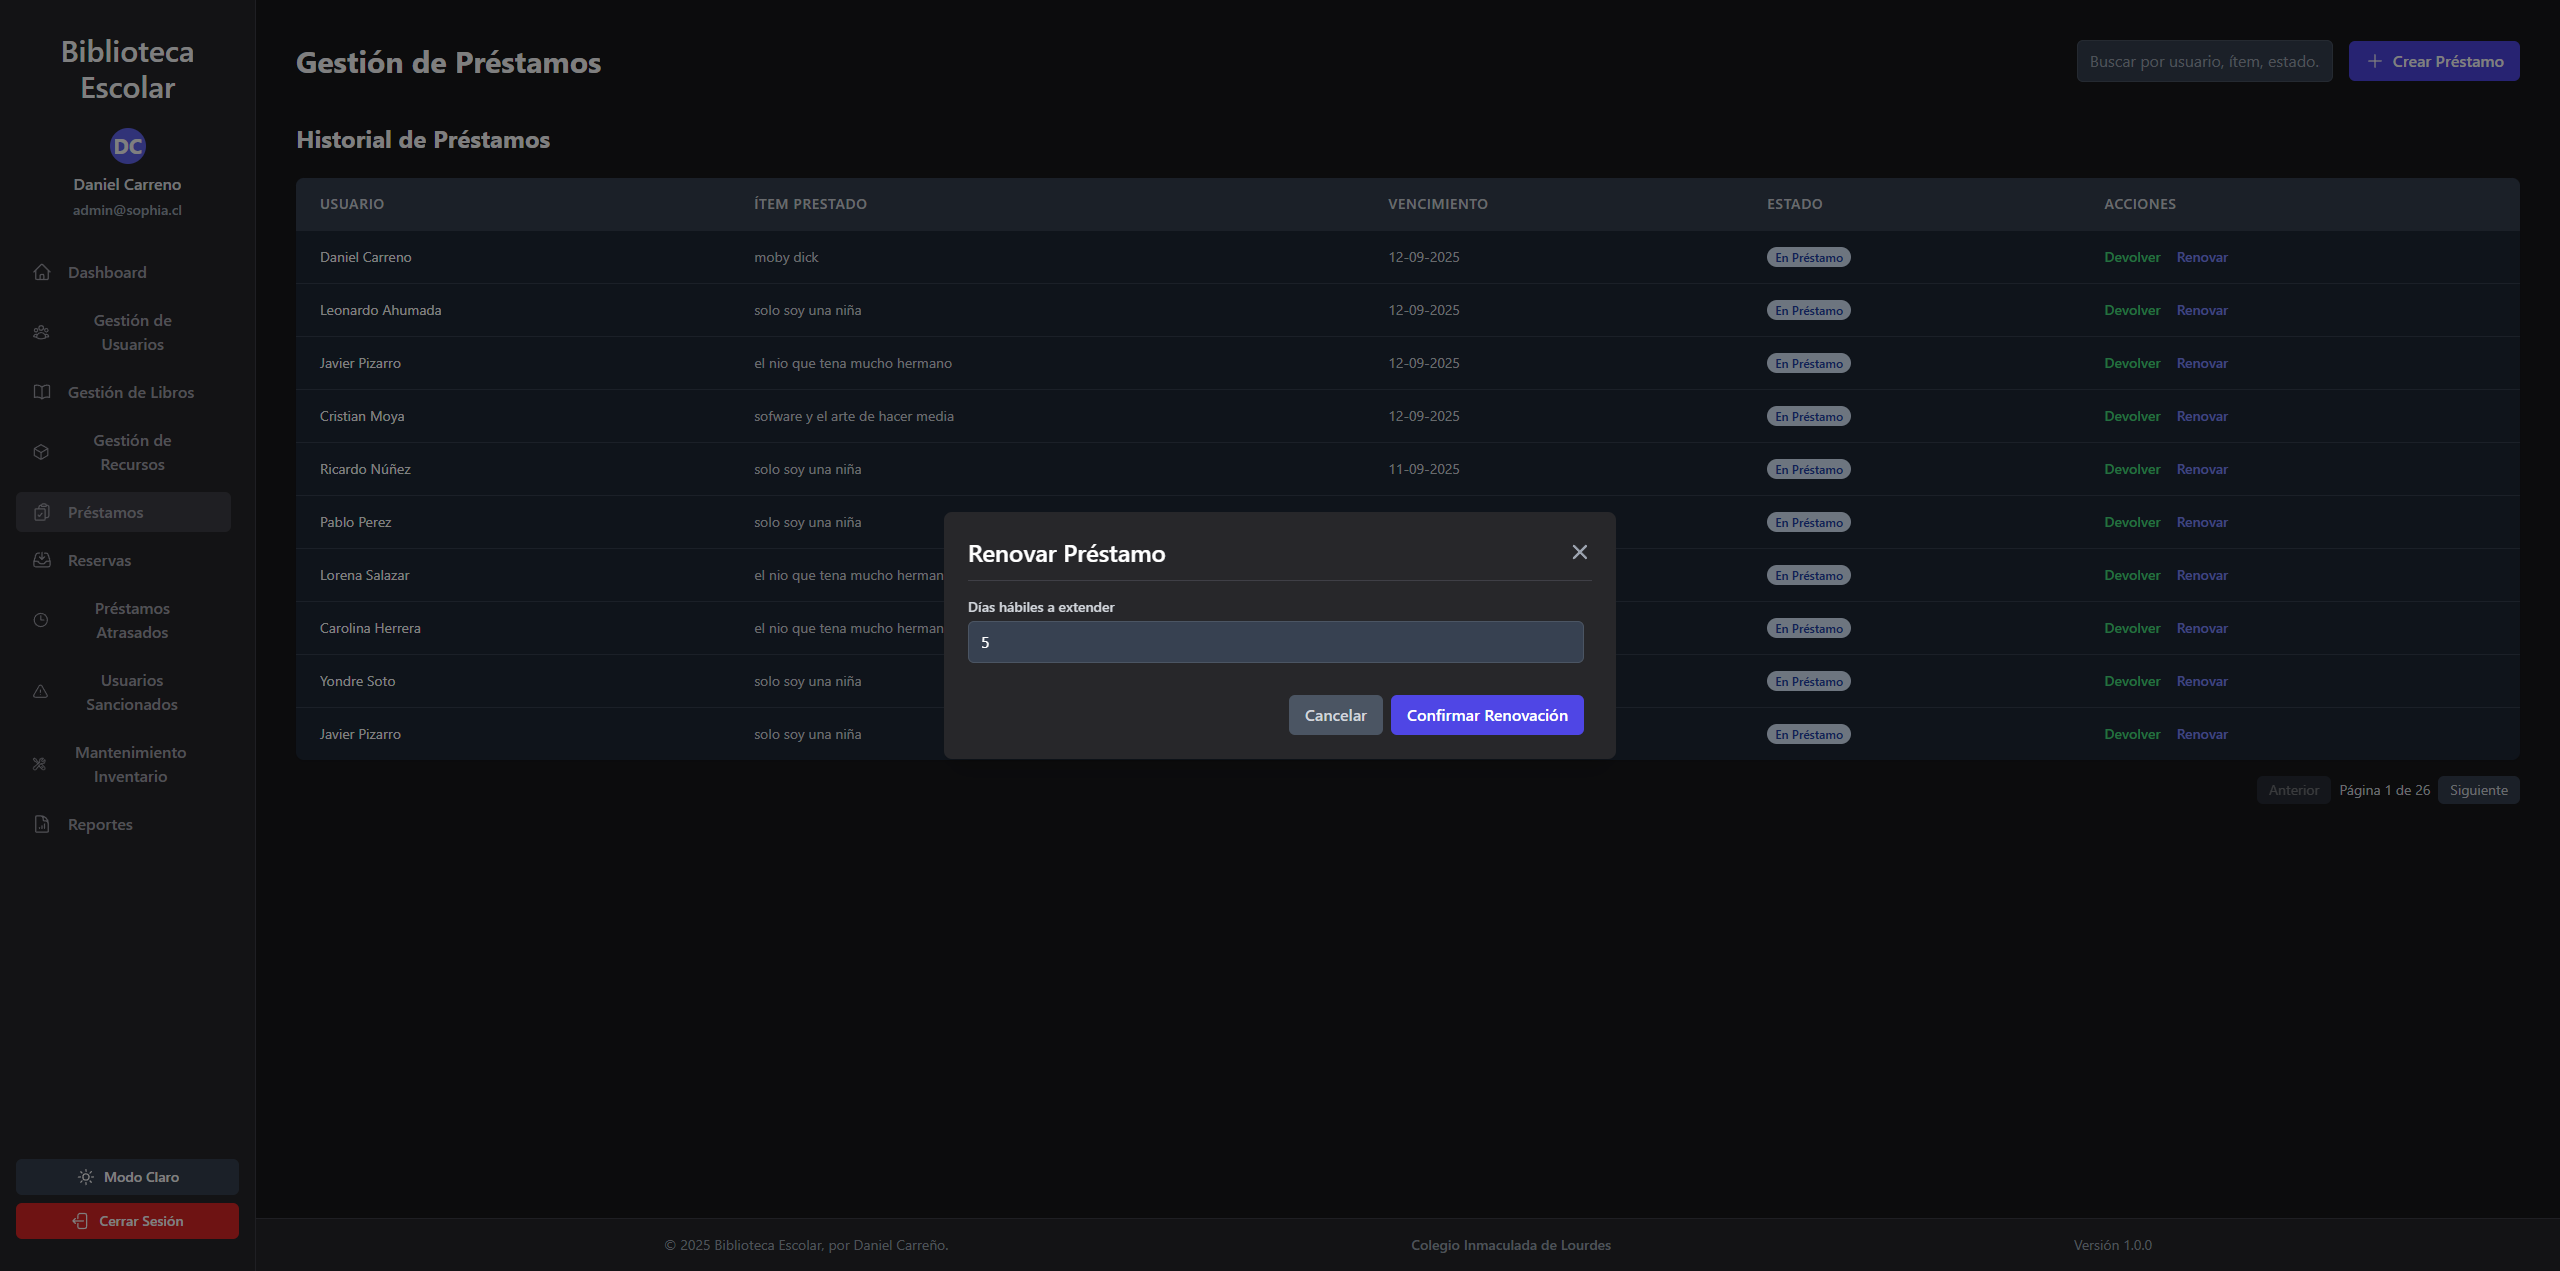 Biblioteca
Escolar
DC
Daniel Carreno
admin@sophia.cl
Dashboard
Gestión de
Usuarios
Gestión de Libros
Gestión de
Recursos
Préstamos
Reservas
Préstamos
Atrasados
Usuarios
Sancionados
Mantenimiento
Inventario
Reportes
Modo Claro
Cerrar Sesión
Gestión de Préstamos
Buscar por usuario, ítem, estado.
Crear Préstamo
Historial de Préstamos
USUARIO ÍTEM PRESTADO VENCIMIENTO ESTADO ACCIONES
Daniel Carreno moby dick 12-09-2025 En Préstamo Devolver Renovar
Leonardo Ahumada solo soy una niña 12-09-2025 En Préstamo Devolver Renovar
Javier Pizarro el nio que tena mucho hermano 12-09-2025 En Préstamo Devolver Renovar
Cristian Moya sofware y el arte de hacer media 12-09-2025 En Préstamo Devolver Renovar
Ricardo Núñez solo soy una niña 11-09-2025 En Préstamo Devolver Renovar
Pablo Perez solo soy una niña En Préstamo Devolver Renovar
Lorena Salazar el nio que tena mucho herman En Préstamo Devolver Renovar
Carolina Herrera el nio que tena mucho herman En Préstamo Devolver Renovar
Yondre Soto solo soy una niña En Préstamo Devolver Renovar
Javier Pizarro solo soy una niña En Préstamo Devolver Renovar
Renovar Préstamo
Días hábiles a extender
5
Cancelar Confirmar Renovación
Anterior Página 1 de 26 Siguiente
© 2025 Biblioteca Escolar, por Daniel Carreño. Colegio Inmaculada de Lourdes Versión 1.0.0